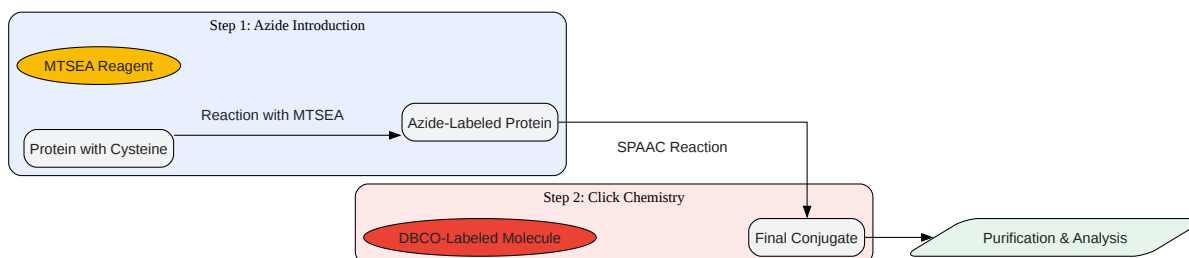 Step 1: Azide Introduction
MTSEA Reagent
Reaction with MTSEA
Protein with Cysteine
Azide-Labeled Protein
SPAAC Reaction
Step 2: Click Chemistry
DBCO-Labeled Molecule
Final Conjugate
Purification & Analysis